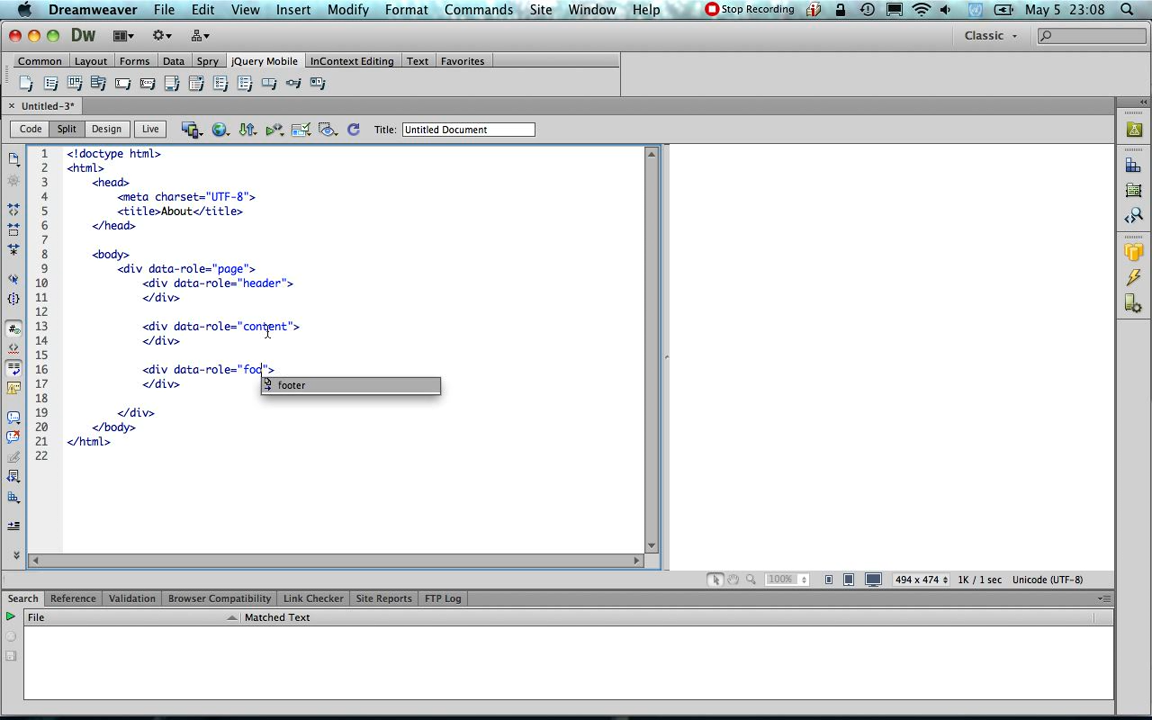 Dreamweaver File Edit View Insert Modify Format Commands Site Window Help Stop Recording May 5 23:08
Dw Classic
Common Layout Forms Data Spry jQuery Mobile InContext Editing Text Favorites
Untitled-3*
Code Split Design Live Title: Untitled Document
1 <!doctype html>
2 <html>
3 <head>
4 <meta charset="UTF-8">
5 <title>About</title>
6 </head>
7
8 <body>
9 <div data-role="page">
10 <div data-role="header">
11 </div>
12
13 <div data-role="content">
14 </div>
15
16 <div data-role="foo">
footer
17 </div>
18
19 </div>
20 </body>
21 </html>
22
100% 494 x 474 1K / 1 sec Unicode (UTF-8)
Search Reference Validation Browser Compatibility Link Checker Site Reports FTP Log
File Matched Text